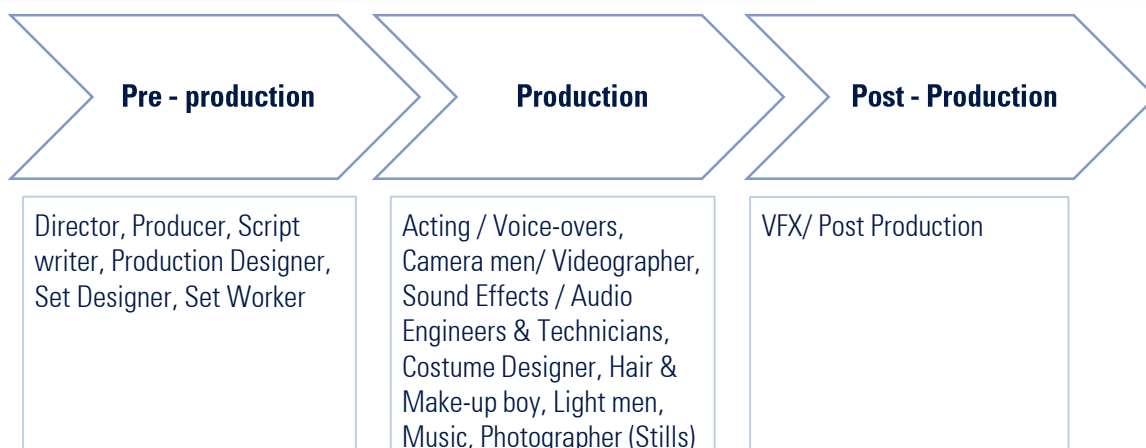 Pre - production
Production
Post - Production
Director, Producer, Script
writer, Production Designer,
Set Designer, Set Worker
Acting / Voice-overs,
Camera men/ Videographer,
Sound Effects / Audio
Engineers & Technicians,
Costume Designer, Hair &
Make-up boy, Light men,
Music, Photographer (Stills)
VFX/ Post Production